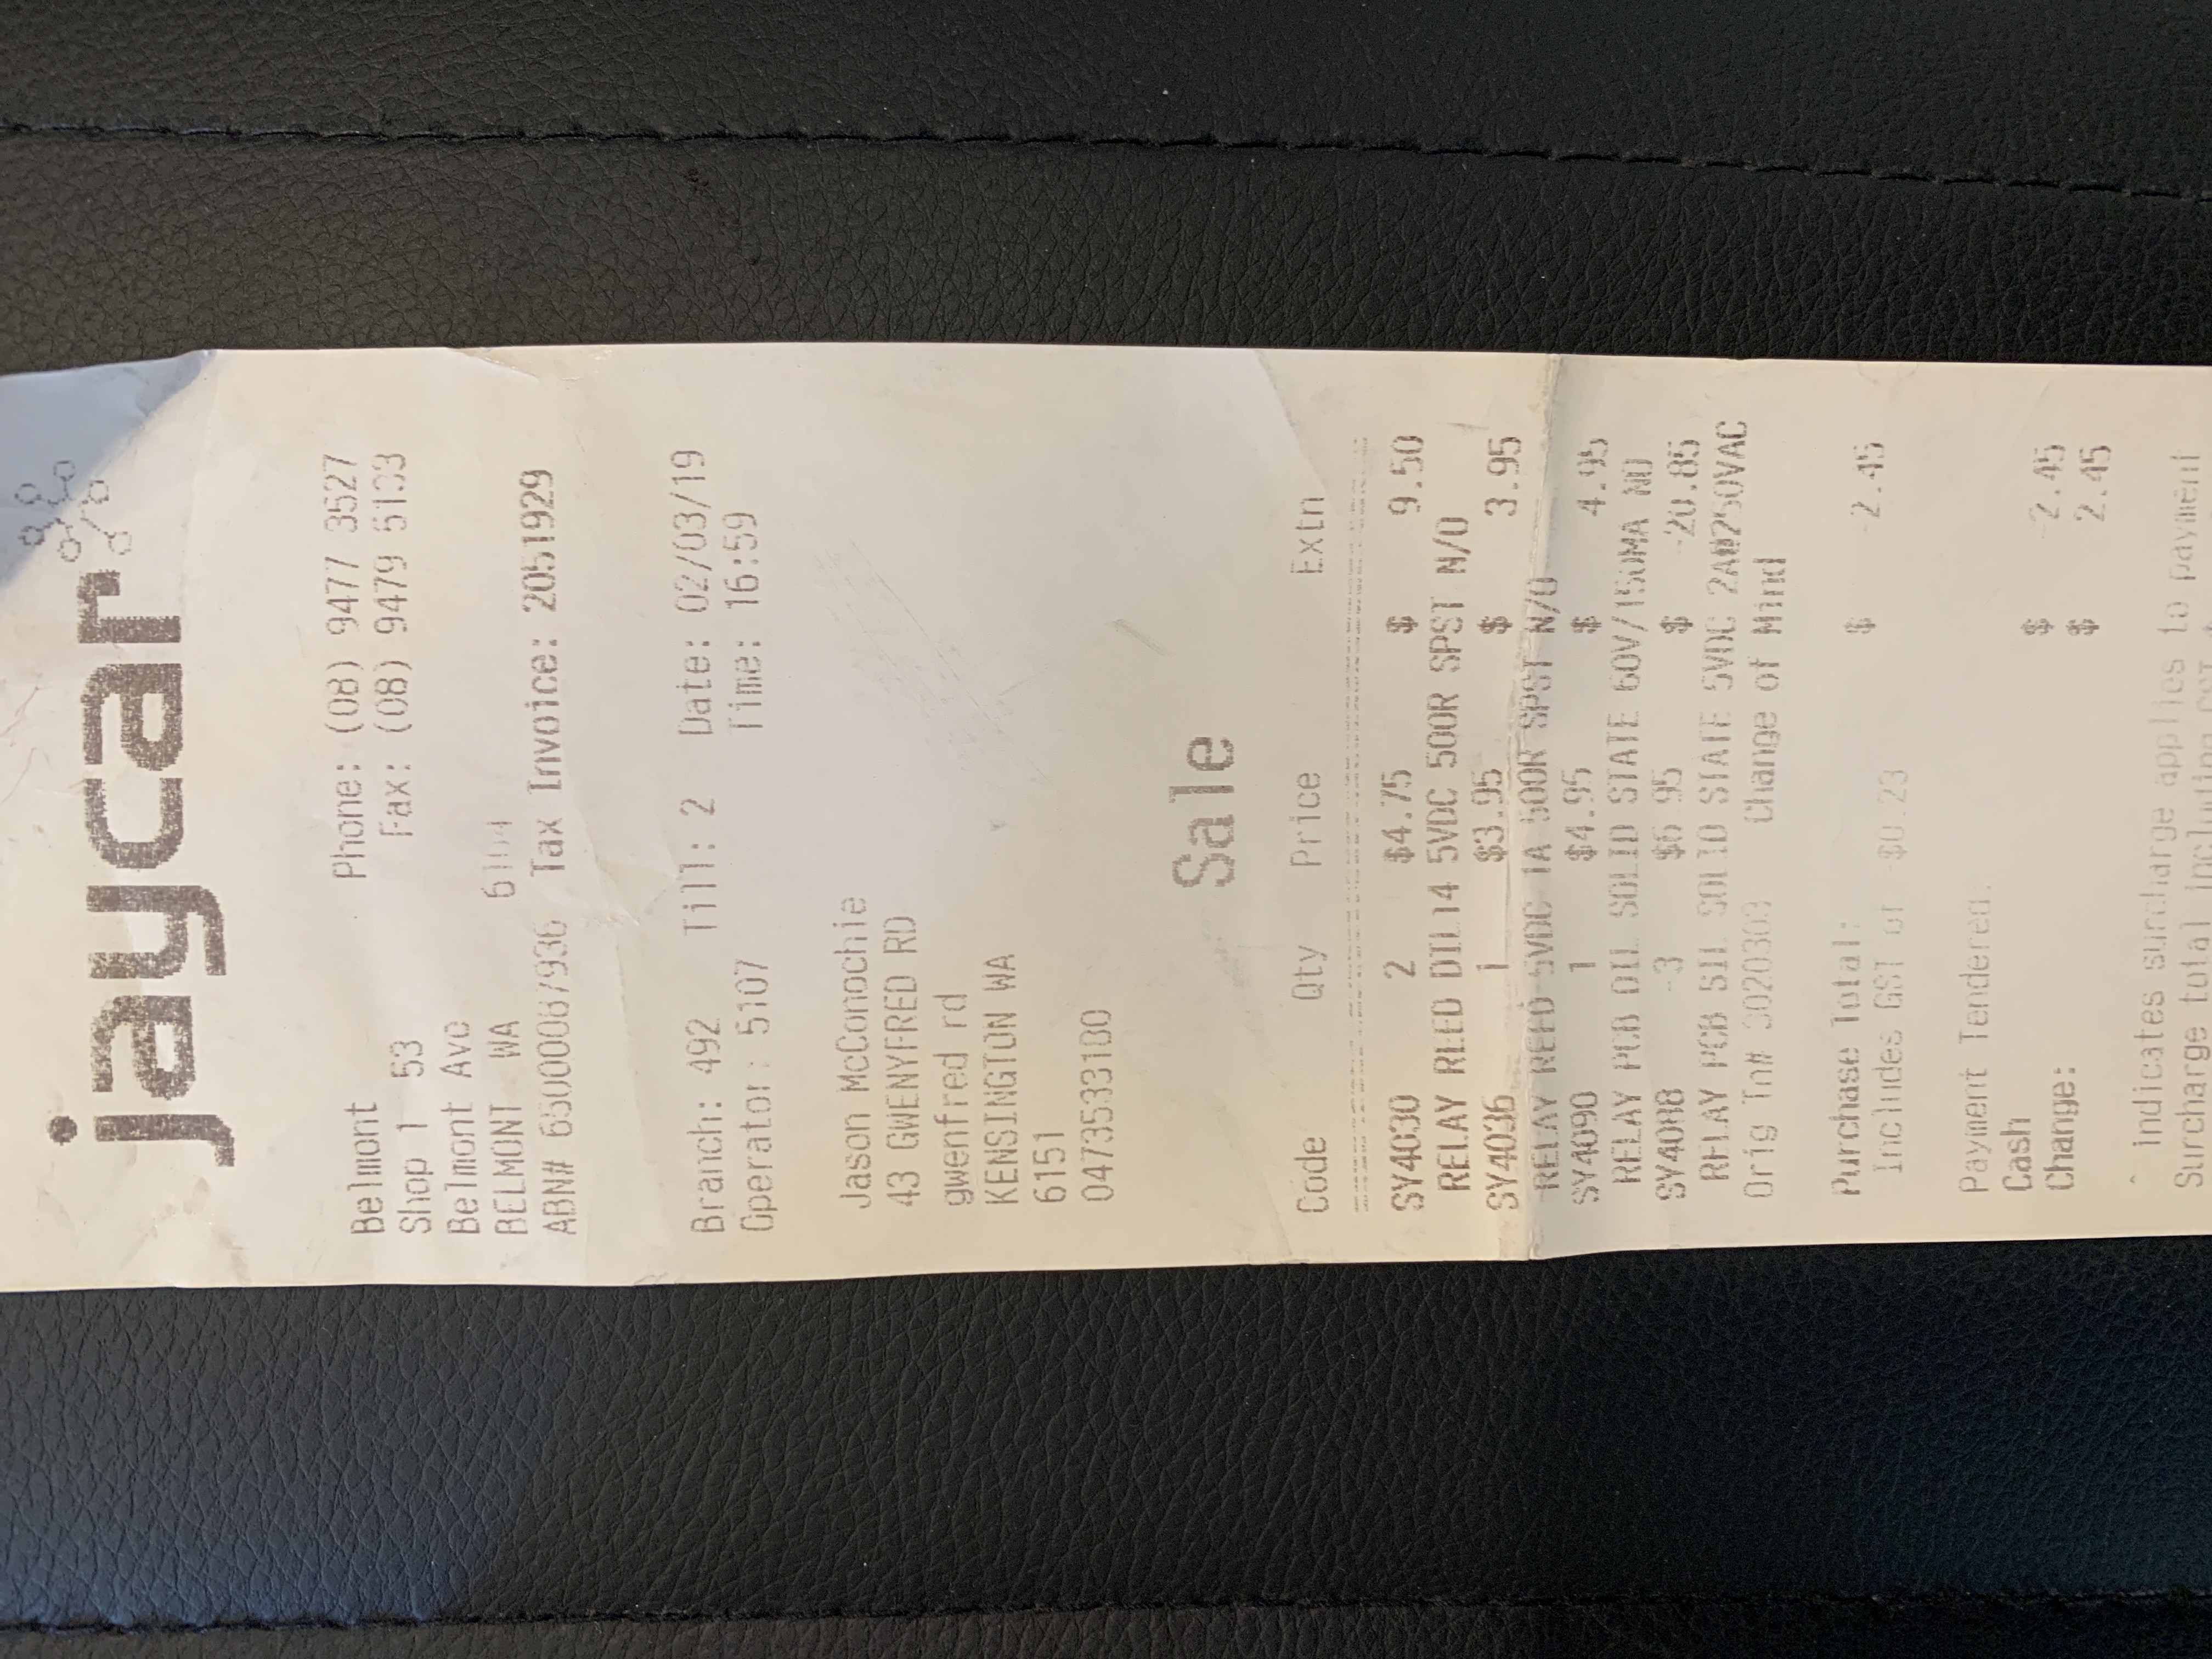 jaycar
Belmont Phone: (08) 9477 3527
Shop 1 53 Fax: (08) 9479 5133
Belmont Ave
BELMONT WA 6104
ABN# 65000087936 Tax Invoice: 2051929
Branch: 492 Till: 2 Date: 02/03/19
Operator: 5107 Time: 16:59
Jason McConochie
43 GWENYFRED RD
gwenfred rd
KENSINGTON WA
6151
Sale
Code Qty Price Extn
SY4030 2 $4.75 $ 9.50
RELAY REED DIL14 5VDC 500R SPST N/O
SY4036 1 $3.95 $ 3.95
RELAY REED 5VDC 1A 500R SPST N/O
SY4090 1 $4.95 $ 4.95
RELAY PCB DIL SOLID STATE 60V/150MA NO
SY4088 -3 $6.95 $ -20.85
RELAY PCB SIL SOLID STATE 5VDC 2A@250VAC
Orig Tn# Change of Mind
Purchase Total: $ -2.45
Includes GST of -$0.23
Payment Tendered:
Cash $ -2.45
Change: $ 2.45
^ indicates surcharge applies to payment
Surcharge total including GST $